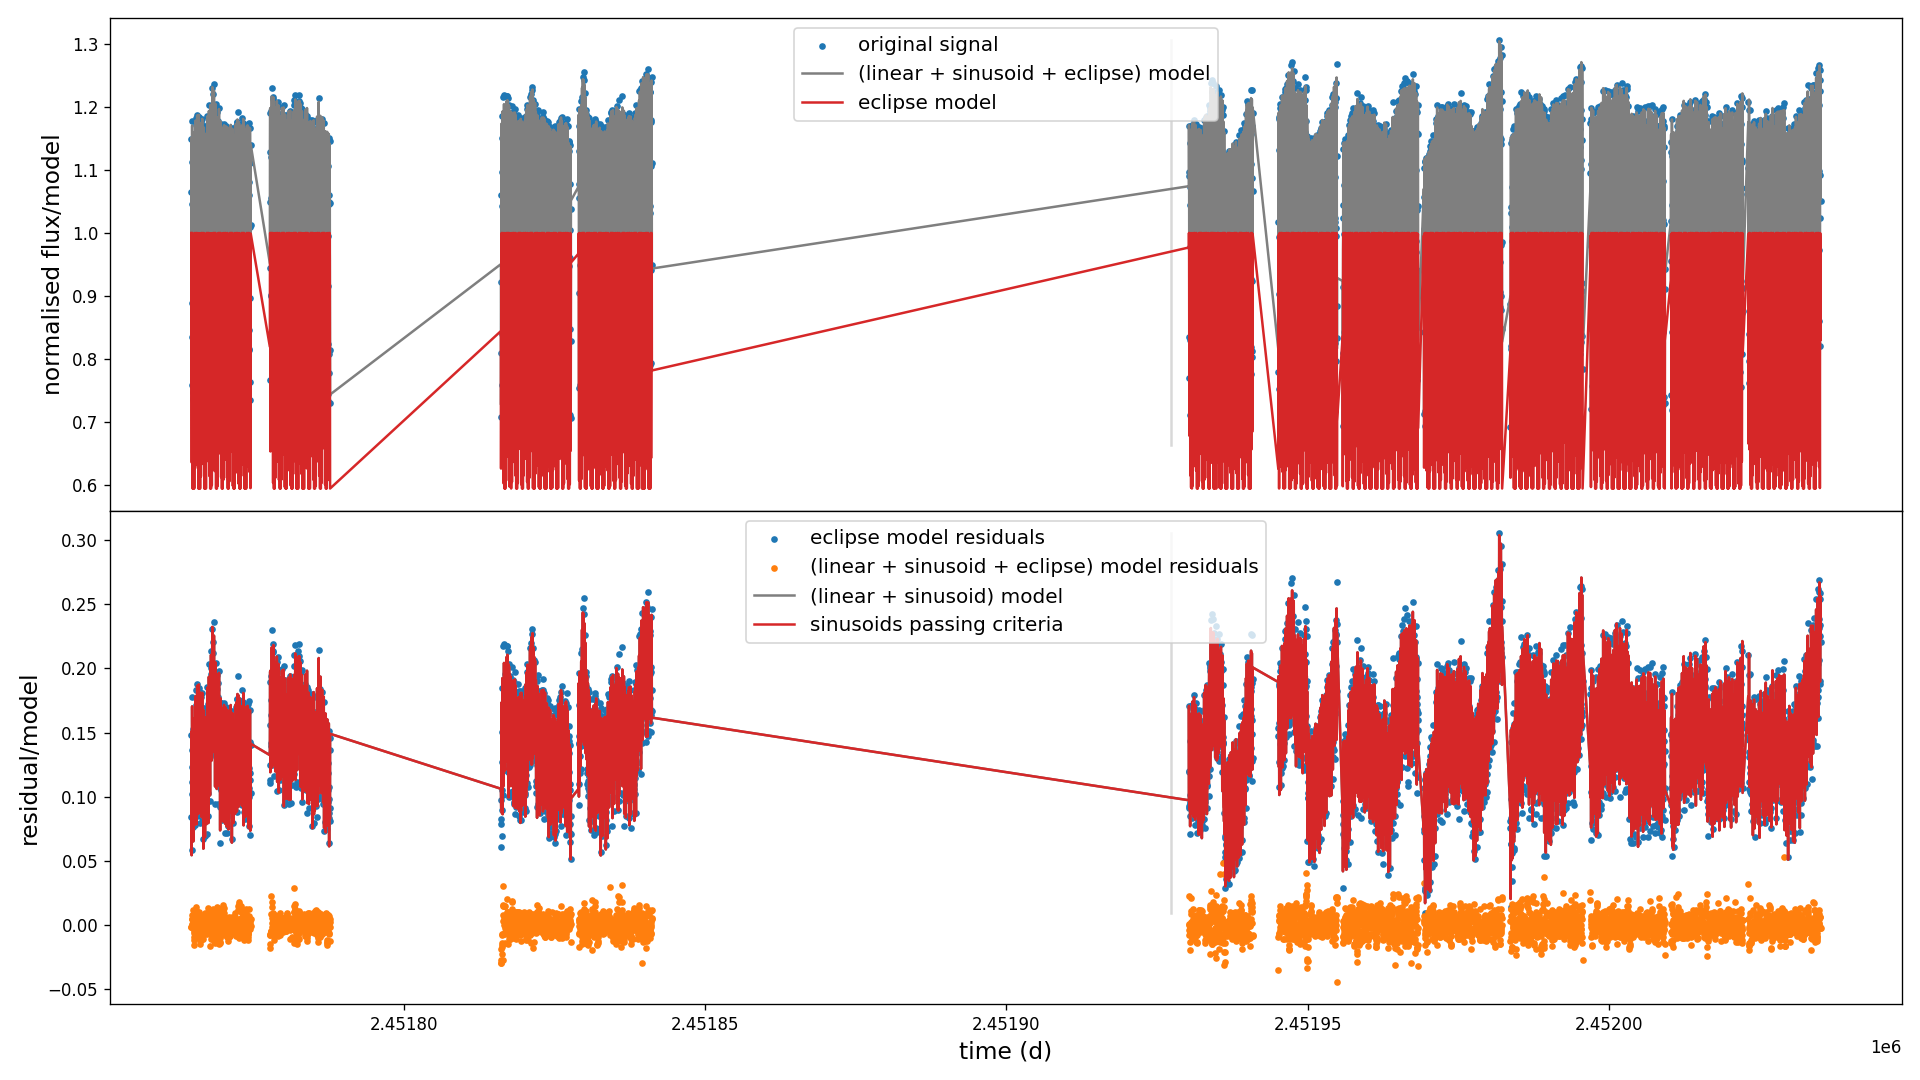 original signal
(linear + sinusoid + eclipse) model
eclipse model
normalised flux/model
1.3
1.2
1.1
1.0
0.9
0.8
0.7
0.6
eclipse model residuals
(linear + sinusoid + eclipse) model residuals
(linear + sinusoid) model
sinusoids passing criteria
residual/model
0.30
0.25
0.20
0.15
0.10
0.05
0.00
−0.05
2.45180
2.45185
2.45190
2.45195
2.45200
1e6
time (d)